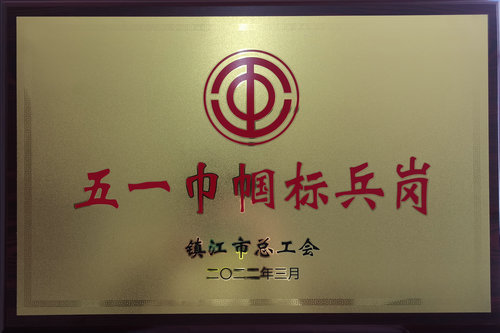 五一巾帼标兵岗
镇江市总工会
二〇二二年三月